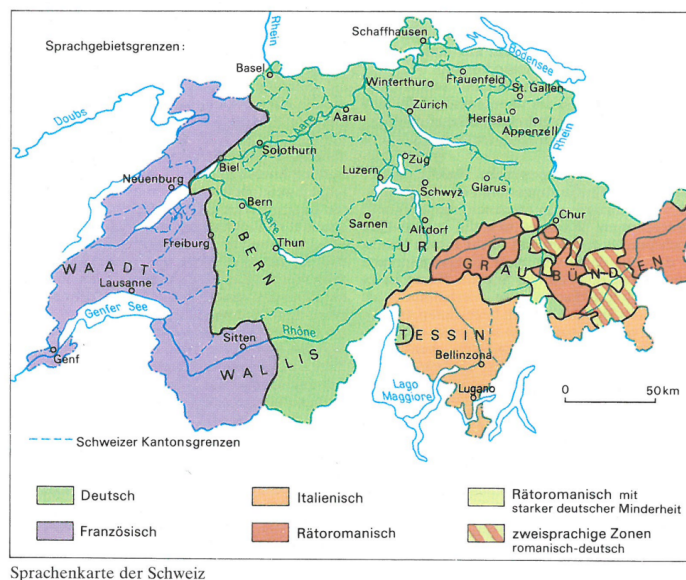 Sprachgebietsgrenzen:
Rhein
Schaffhausen
Bodensee
Basel
Winterthur
Frauenfeld
St. Gallen
Doubs
Aarau
Zürich
Herisau
Appenzell
Aare
Solothurn
Rhein
Biel
Luzern
Zug
Neuenburg
Bern
Schwyz
Glarus
Aare
Sarnen
Altdorf
Chur
Freiburg
BERN
Thun
URI
WAADT
GRAUBÜNDEN
Lausanne
Genfer See
Sitten
Rhône
TESSIN
Genf
WALLIS
Bellinzona
Lago
Maggiore
Lugano
0 50 km
Schweizer Kantonsgrenzen
Deutsch
Italienisch
Rätoromanisch mit
starker deutscher Minderheit
Französisch
Rätoromanisch
zweisprachige Zonen
romanisch-deutsch
Sprachenkarte der Schweiz